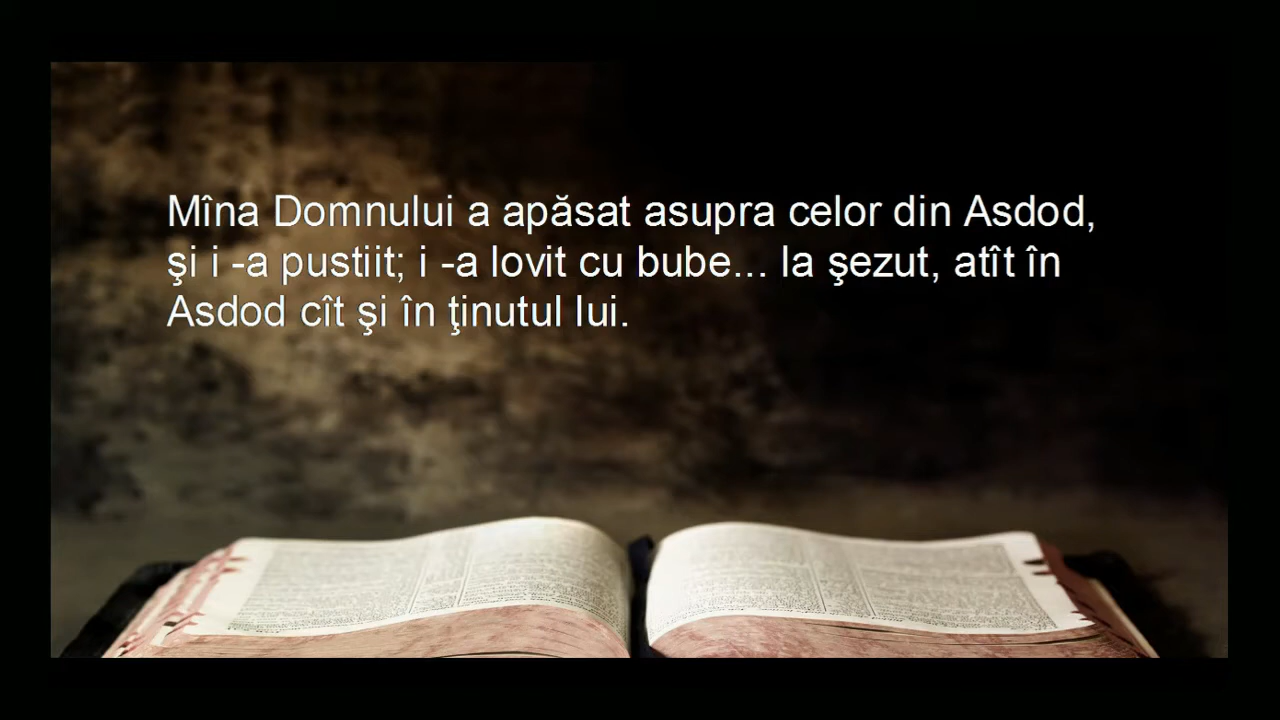 Mîna Domnului a apăsat asupra celor din Asdod,
şi i -a pustiit; i -a lovit cu bube... la şezut, atît în
Asdod cît şi în ţinutul lui.